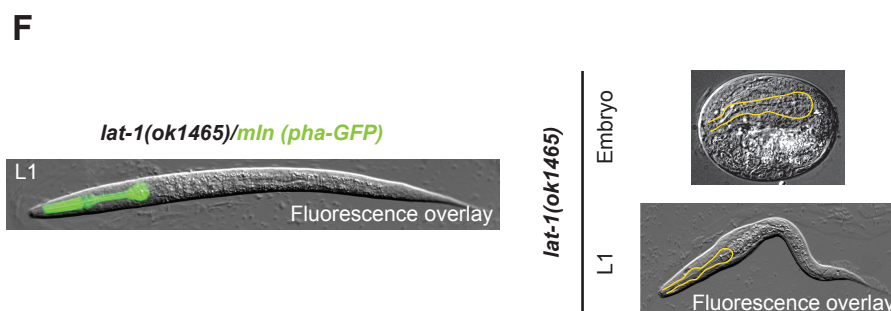 F
lat-1(ok1465)/mIn (pha-GFP)
L1
Fluorescence overlay
lat-1(ok1465)
Embryo
L1
Fluorescence overlay